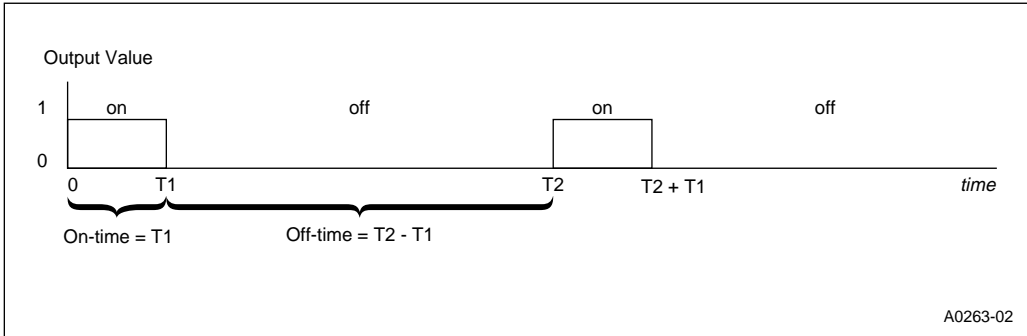 Output Value
1 on off on off
0
0 T1 T2 T2 + T1 time
On-time = T1 Off-time = T2 - T1
A0263-02